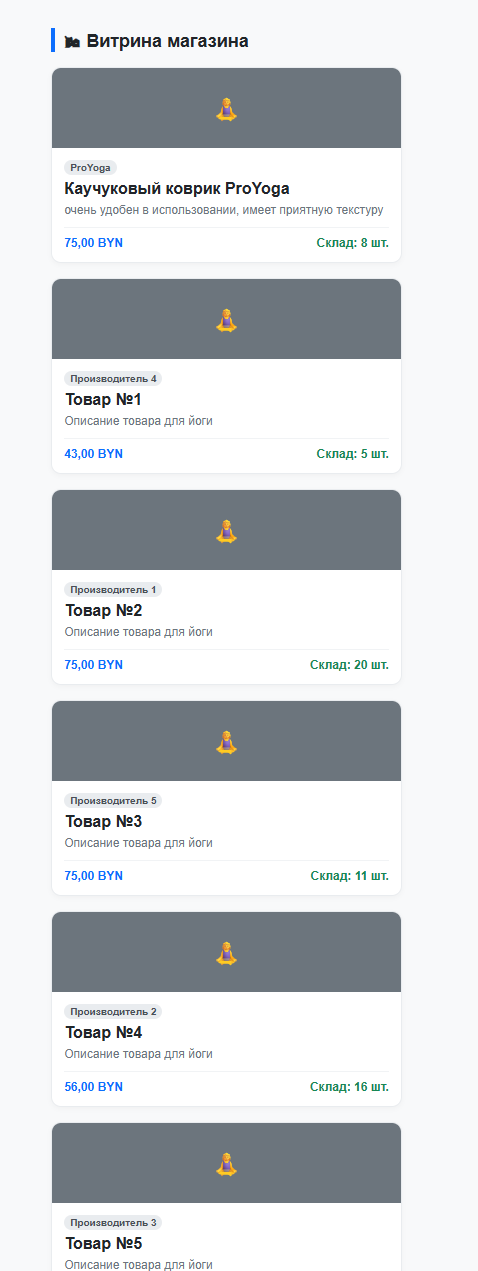 Витрина магазина
ProYoga
Каучуковый коврик ProYoga
очень удобен в использовании, имеет приятную текстуру
75,00 BYN Склад: 8 шт.
Производитель 4
Товар №1
Описание товара для йоги
43,00 BYN Склад: 5 шт.
Производитель 1
Товар №2
Описание товара для йоги
75,00 BYN Склад: 20 шт.
Производитель 5
Товар №3
Описание товара для йоги
75,00 BYN Склад: 11 шт.
Производитель 2
Товар №4
Описание товара для йоги
56,00 BYN Склад: 16 шт.
Производитель 3
Товар №5
Описание товара для йоги